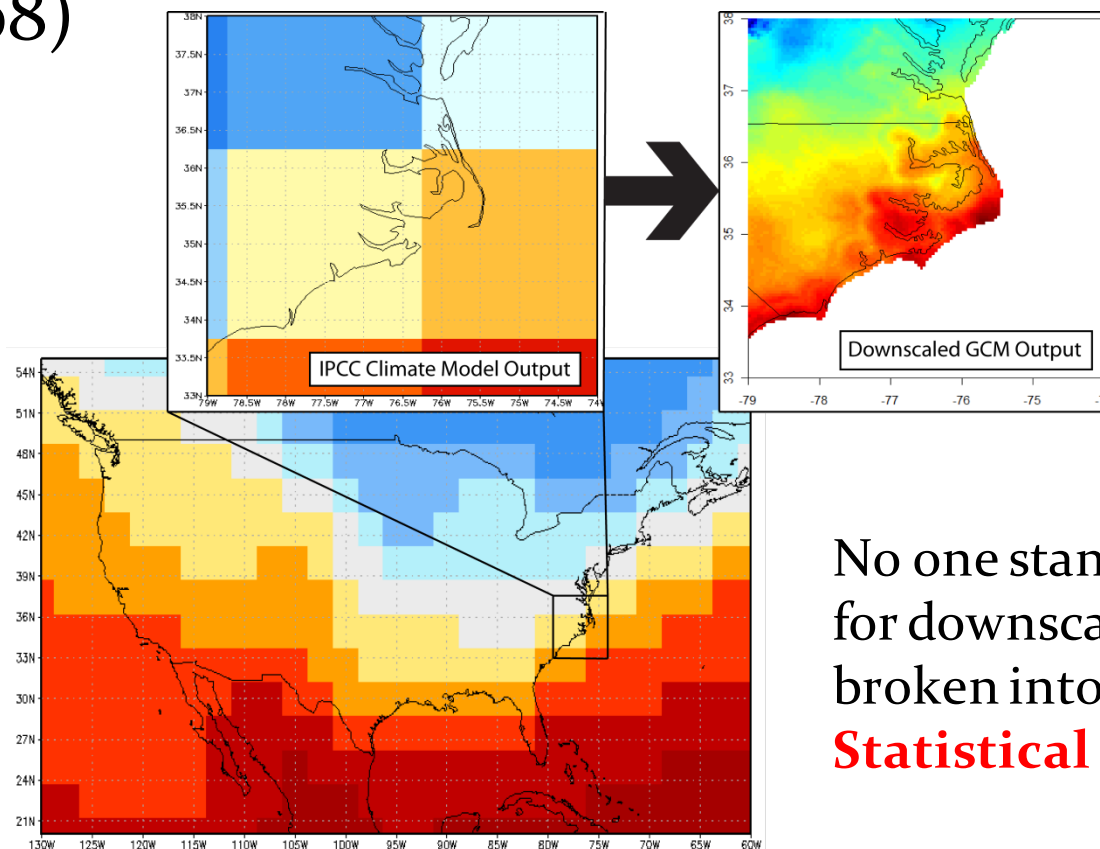 68)
38N
37.5N
37N
36.5N
36N
35.5N
35N
34.5N
34N
33.5N
33N
79W 78.5W 78W 77.5W 77W 76.5W 76W 75.5W 75W 74.5W 74W
IPCC Climate Model Output
38
37
36
35
34
33
-79 -78 -77 -76 -75
Downscaled GCM Output
54N
51N
48N
45N
42N
39N
36N
33N
30N
27N
24N
21N
130W 125W 120W 115W 110W 105W 100W 95W 90W 85W 80W 75W 70W 65W 60W
No one stan
for downsca
broken into
Statistical